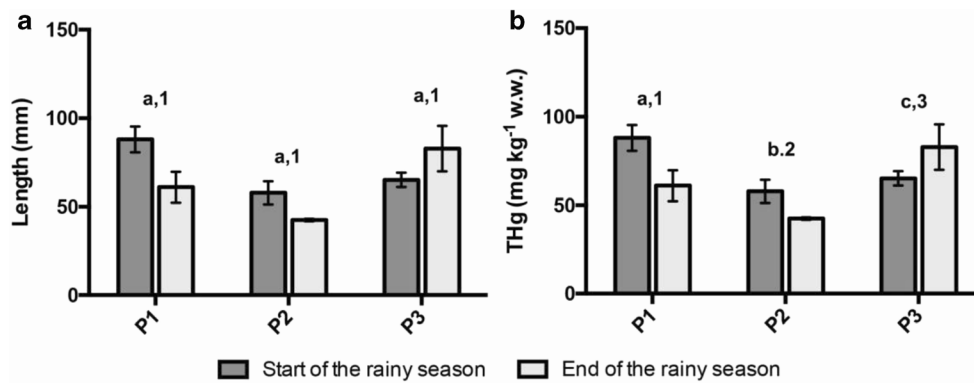 a
150
100
50
0
Length (mm)
a,1
a,1
a,1
P1
P2
P3
b
150
100
50
0
THg (mg kg-1 w.w.)
a,1
b.2
c,3
P1
P2
P3
Start of the rainy season
End of the rainy season